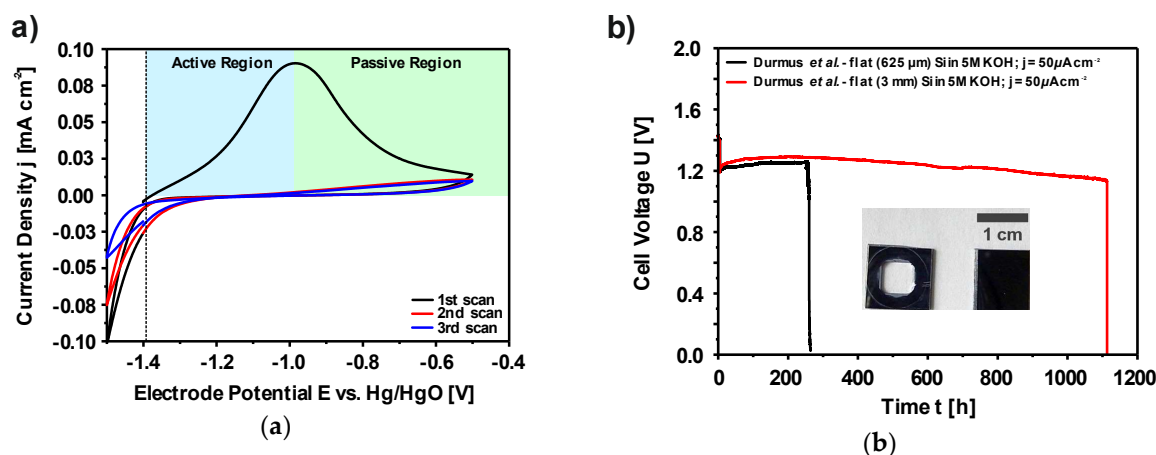 a)
0.10
0.08
0.05
0.03
0.00
-0.03
-0.05
-0.08
-0.10
Current Density j [mA cm-2]
Active Region
Passive Region
1st scan
2nd scan
3rd scan
-1.4
-1.2
-1.0
-0.8
-0.6
-0.4
Electrode Potential E vs. Hg/HgO [V]
(a)
b)
2.0
1.6
1.2
0.8
0.4
0.0
Cell Voltage U [V]
Durmus et al.- flat (625 µm) Si in 5M KOH; j = 50µAcm-2
Durmus et al.- flat (3 mm) Si in 5M KOH; j = 50µAcm-2
1 cm
0
200
400
600
800
1000
1200
Time t [h]
(b)